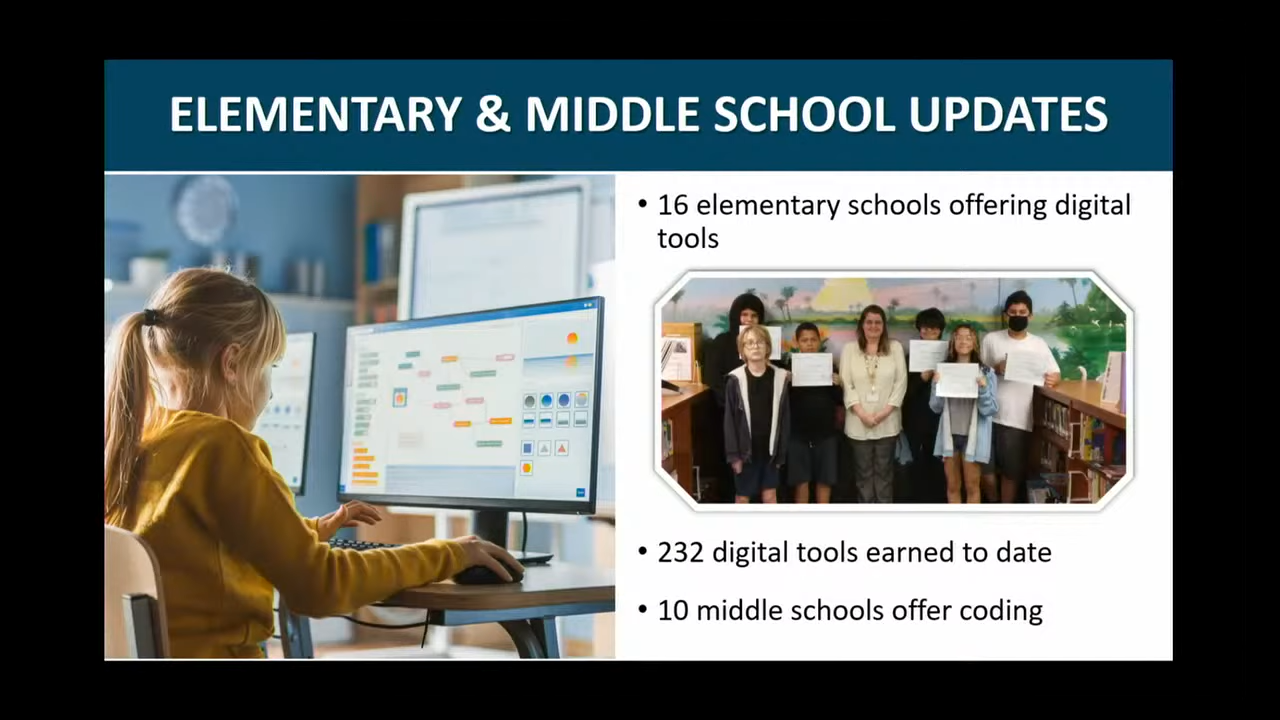 ELEMENTARY & MIDDLE SCHOOL UPDATES
• 16 elementary schools offering digital
tools
• 232 digital tools earned to date
• 10 middle schools offer coding